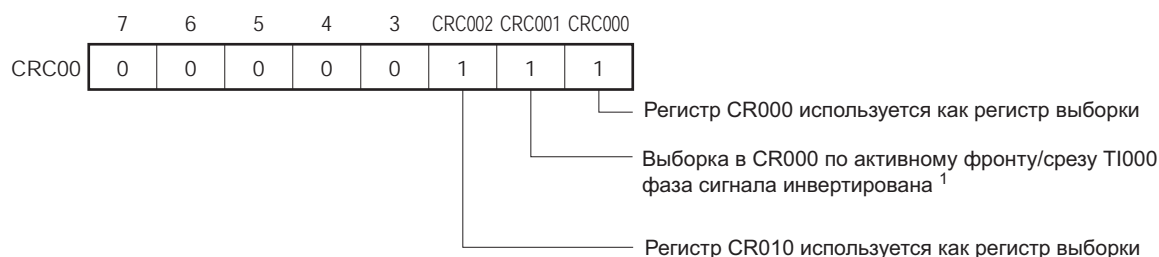 7 6 5 4 3 CRC002 CRC001 CRC000
CRC00 0 0 0 0 0 1 1 1
Регистр CR000 используется как регистр выборки
Выборка в CR000 по активному фронту/срезу TI000
фаза сигнала инвертирована 1
Регистр CR010 используется как регистр выборки